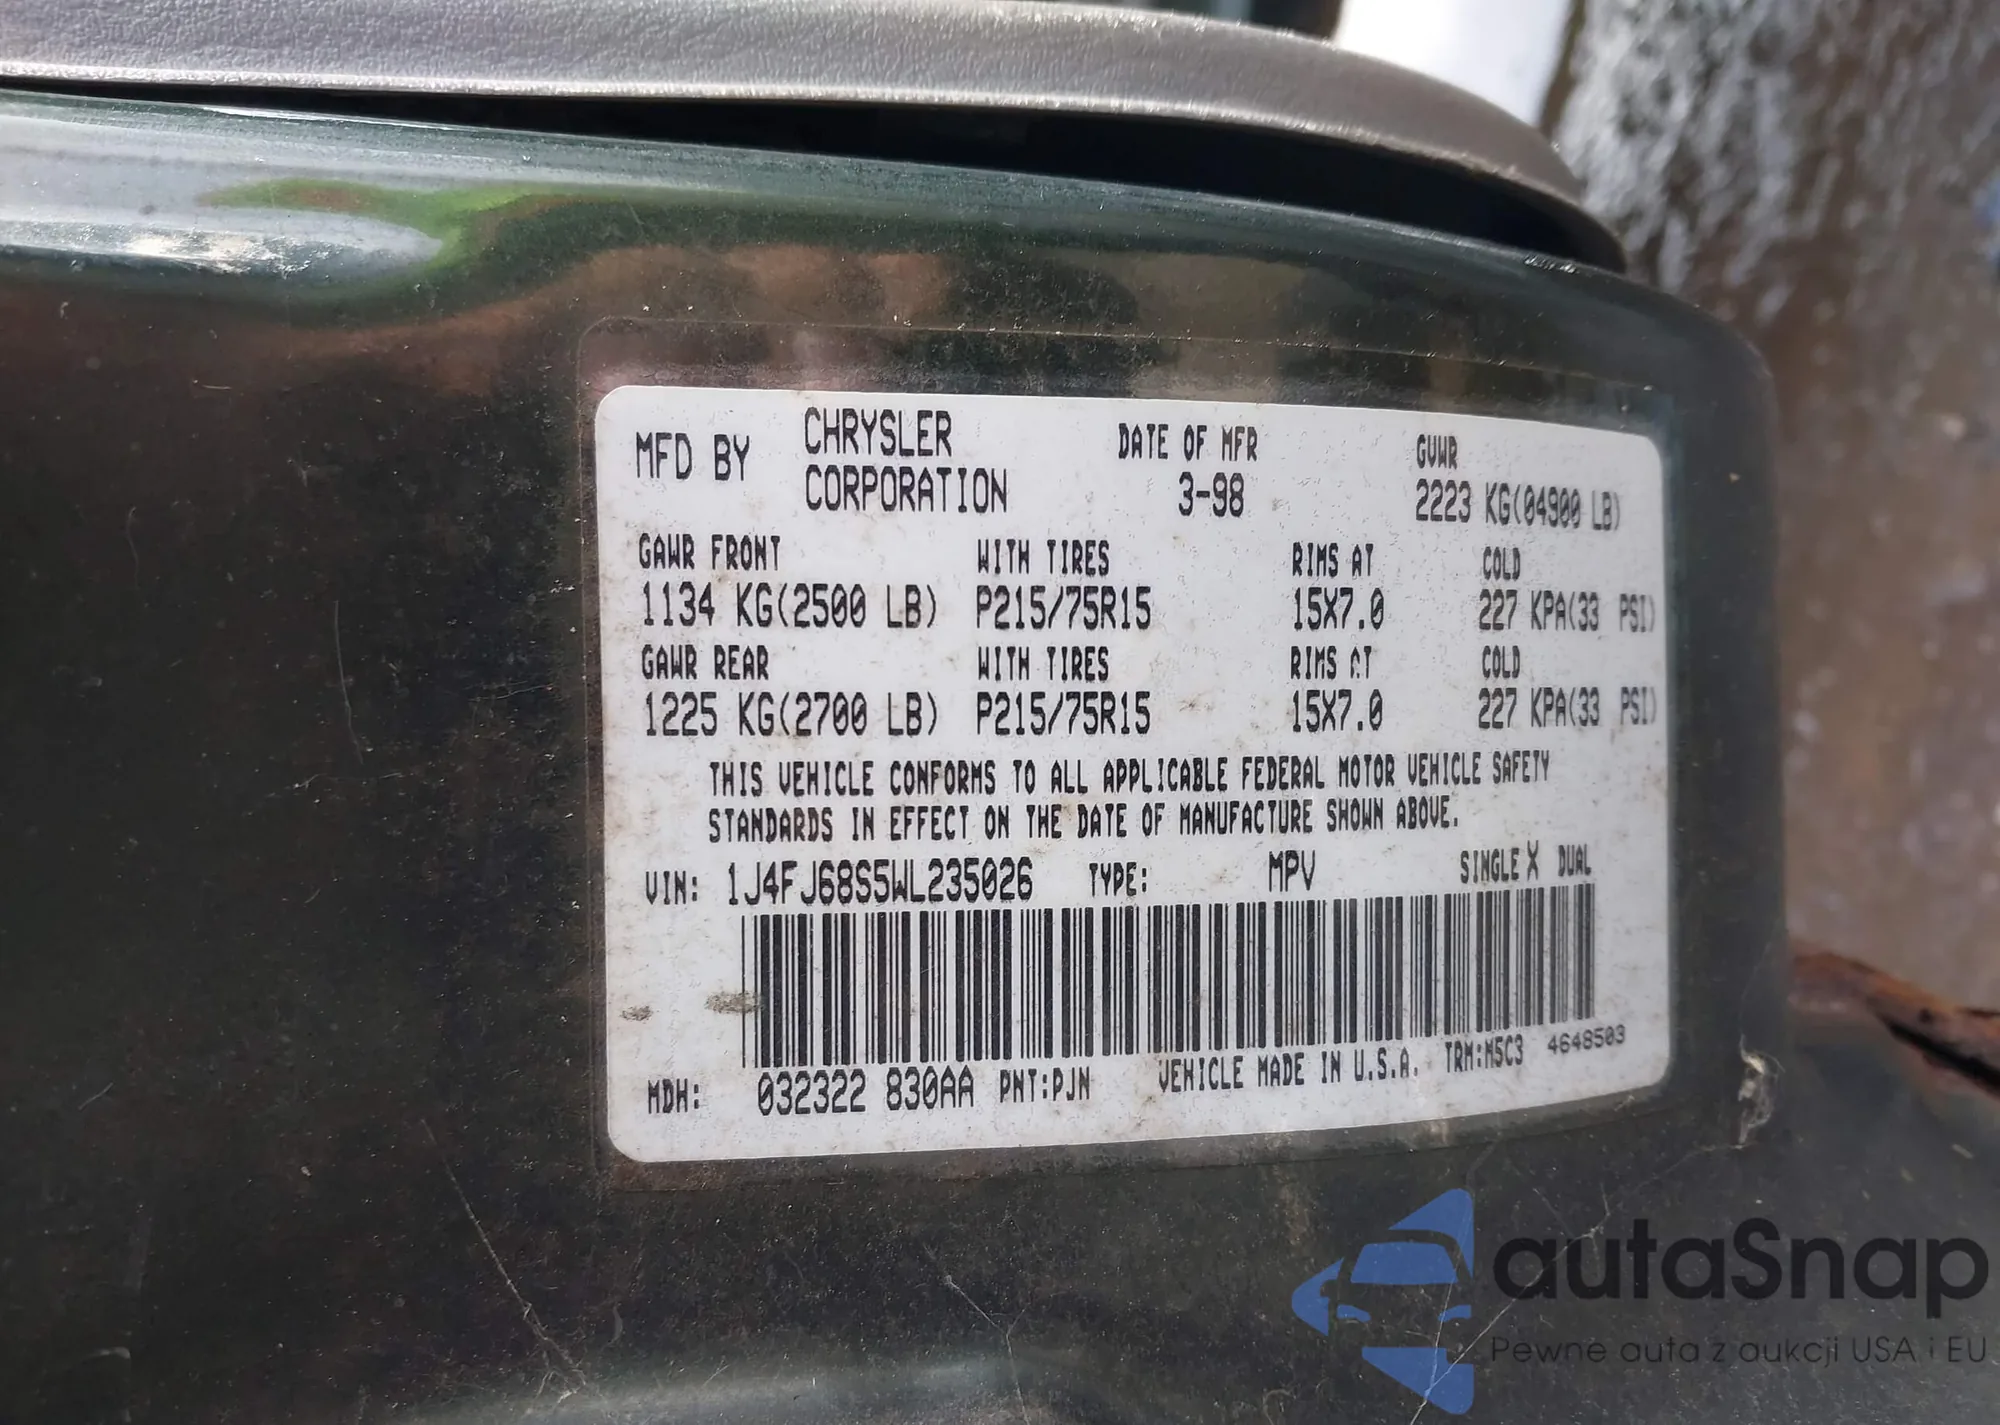 MFD BY CHRYSLER CORPORATION
DATE OF MFR
3-98
GVWR
2223 KG(04900 LB)
GAWR FRONT WITH TIRES RIMS AT COLD
1134 KG(2500 LB) P215/75R15 15X7.0 227 KPA(33 PSI)
GAWR REAR WITH TIRES RIMS AT COLD
1225 KG(2700 LB) P215/75R15 15X7.0 227 KPA(33 PSI)
THIS VEHICLE CONFORMS TO ALL APPLICABLE FEDERAL MOTOR VEHICLE SAFETY
STANDARDS IN EFFECT ON THE DATE OF MANUFACTURE SHOWN ABOVE.
VIN: 1J4FJ68S5WL235026 TYPE: MPV SINGLE X DUAL
MDH: 032322 830AA PNT:PJN VEHICLE MADE IN U.S.A. TRM:M5C3 4648503
autaSnap
Pewne auta z aukcji USA i EU